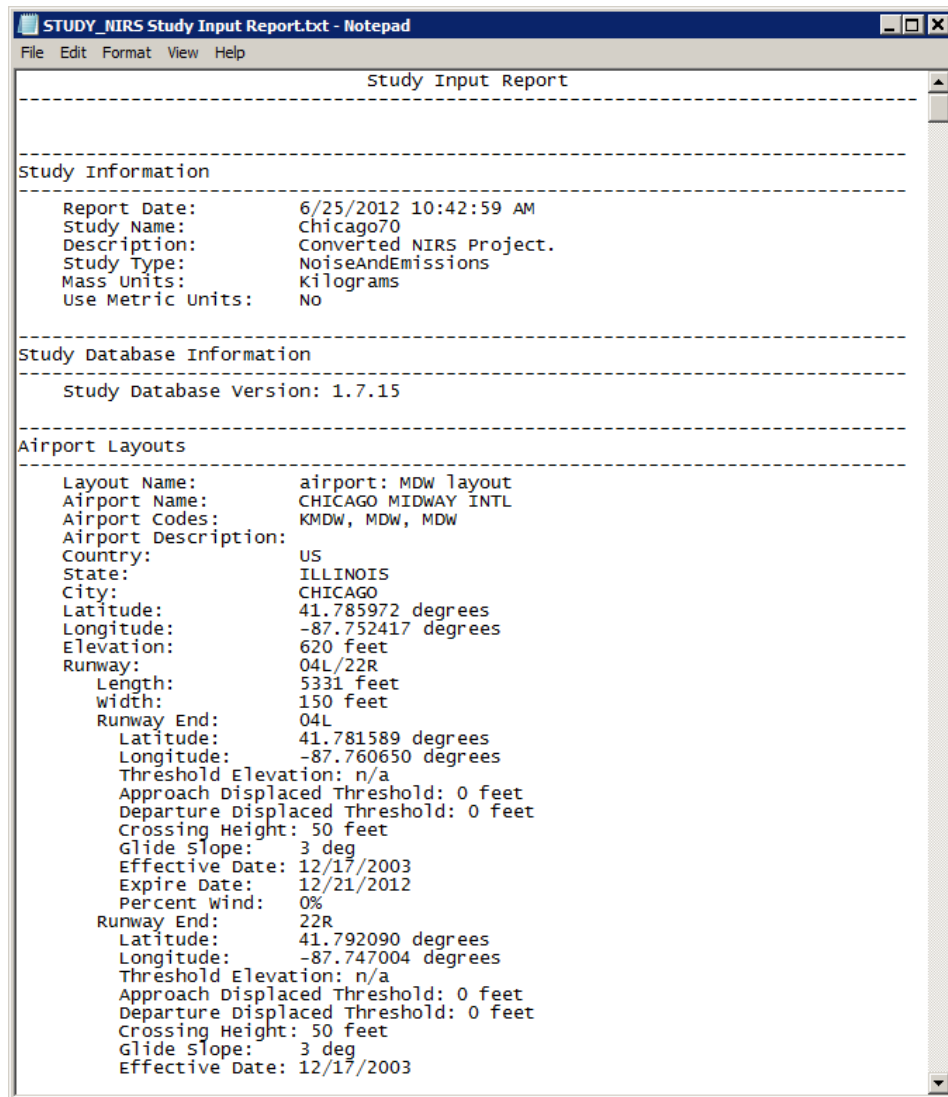 STUDY_NIRS Study Input Report.txt - Notepad
File Edit Format View Help
Study Input Report
--------------------------------------------------------------------------------
-------------------------------------------------------------------------------
Study Information
-------------------------------------------------------------------------------
Report Date: 6/25/2012 10:42:59 AM
Study Name: Chicago70
Description: Converted NIRS Project.
Study Type: NoiseAndEmissions
Mass Units: Kilograms
Use Metric Units: No
-------------------------------------------------------------------------------
Study Database Information
-------------------------------------------------------------------------------
Study Database Version: 1.7.15
-------------------------------------------------------------------------------
Airport Layouts
-------------------------------------------------------------------------------
Layout Name: airport: MDW layout
Airport Name: CHICAGO MIDWAY INTL
Airport Codes: KMDW, MDW, MDW
Airport Description:
Country: US
State: ILLINOIS
City: CHICAGO
Latitude: 41.785972 degrees
Longitude: -87.752417 degrees
Elevation: 620 feet
Runway: 04L/22R
Length: 5331 feet
Width: 150 feet
Runway End: 04L
Latitude: 41.781589 degrees
Longitude: -87.760650 degrees
Threshold Elevation: n/a
Approach Displaced Threshold: 0 feet
Departure Displaced Threshold: 0 feet
Crossing Height: 50 feet
Glide Slope: 3 deg
Effective Date: 12/17/2003
Expire Date: 12/21/2012
Percent Wind: 0%
Runway End: 22R
Latitude: 41.792090 degrees
Longitude: -87.747004 degrees
Threshold Elevation: n/a
Approach Displaced Threshold: 0 feet
Departure Displaced Threshold: 0 feet
Crossing Height: 50 feet
Glide Slope: 3 deg
Effective Date: 12/17/2003